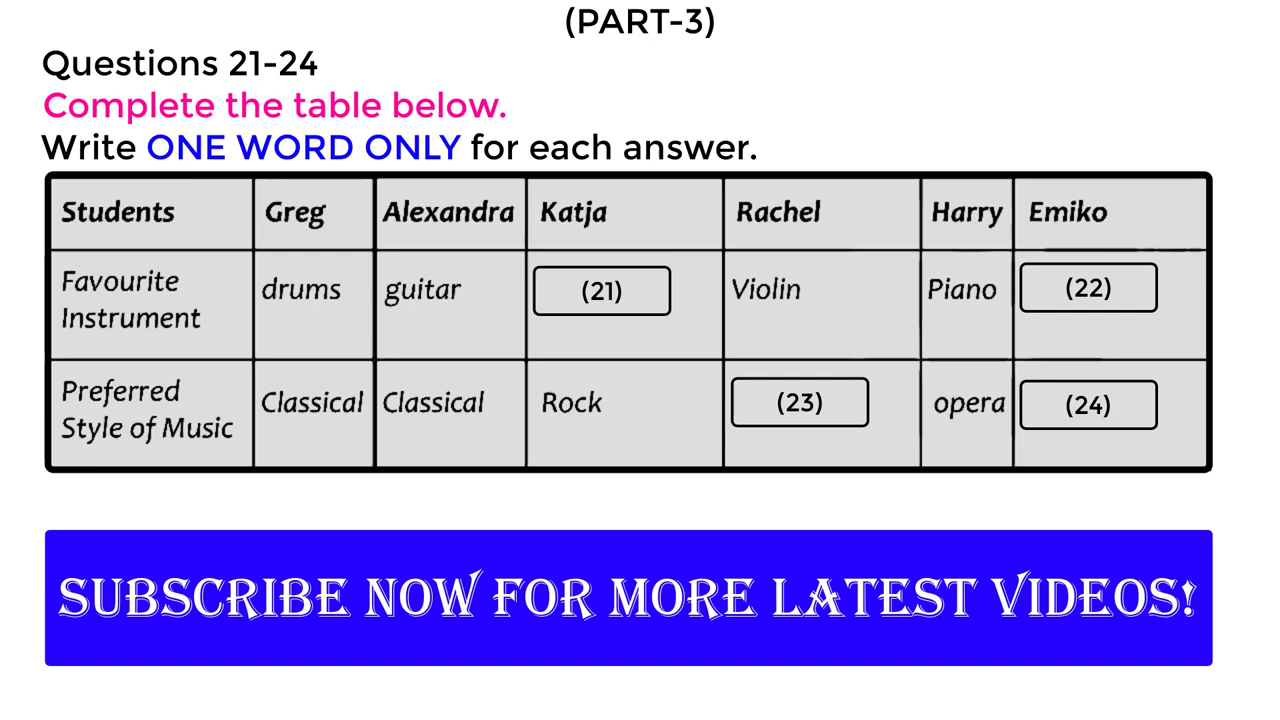 (PART-3)
Questions 21-24
Complete the table below.
Write ONE WORD ONLY for each answer.
Students Greg Alexandra Katja Rachel Harry Emiko
Favourite Instrument drums guitar (21) Violin Piano (22)
Preferred Style of Music Classical Classical Rock (23) opera (24)
SUBSCRIBE NOW FOR MORE LATEST VIDEOS!